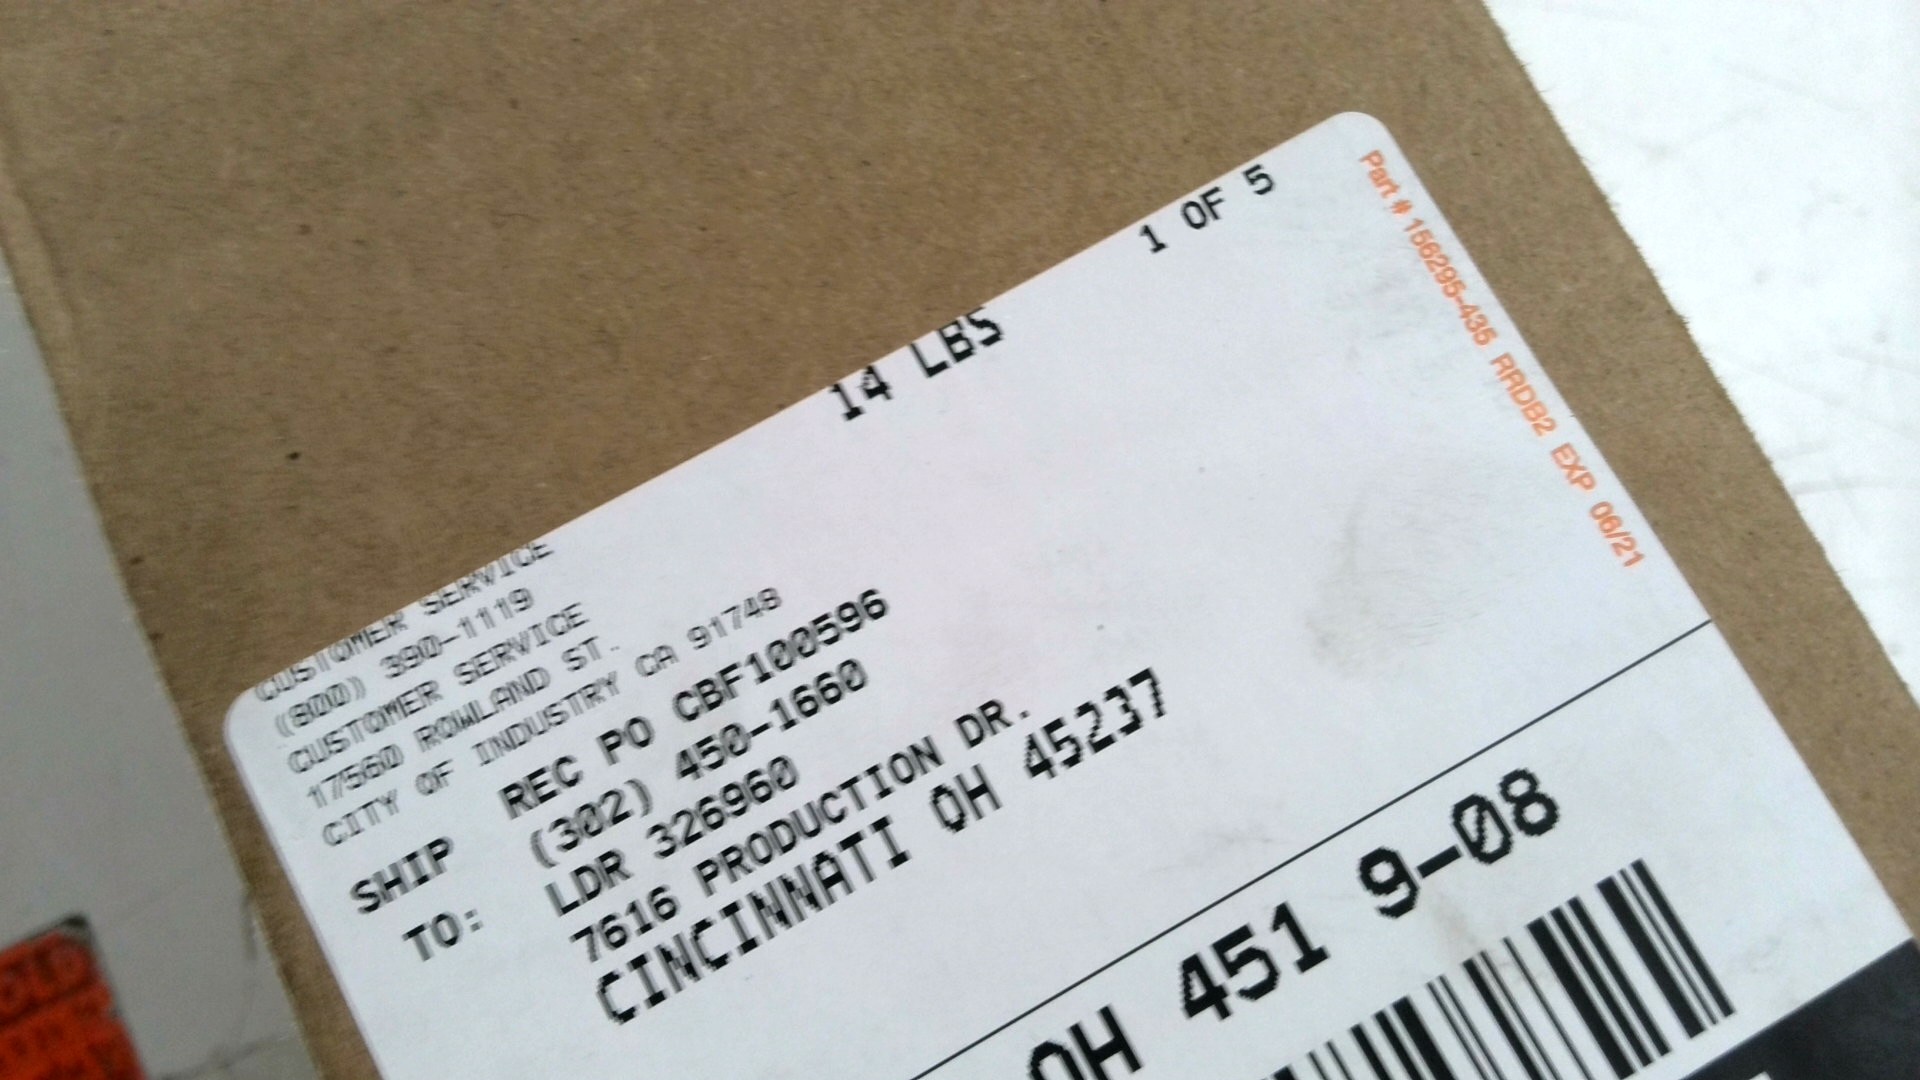 14 LBS
1 OF 5
CUSTOMER SERVICE
(800) 390-1119
CUSTOMER SERVICE
17560 ROWLAND ST.
CITY OF INDUSTRY CA 91748
SHIP TO:
REC PO CBF100596
(302) 450-1660
LDR 326960
7616 PRODUCTION DR.
CINCINNATI OH 45237
OH 451 9-08
Part # 156295-435 RRDB2 EXP 06/21